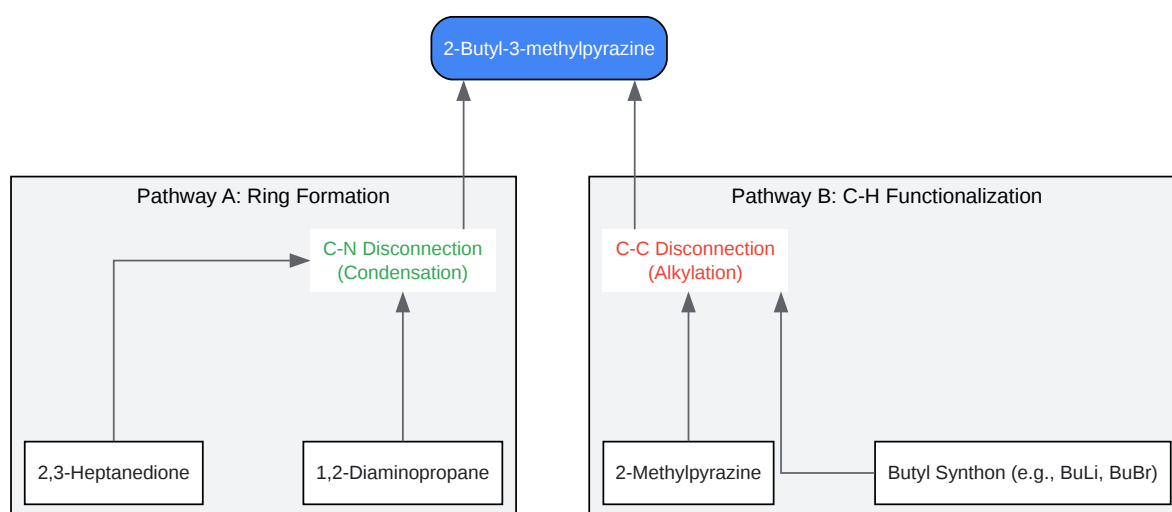 2-Butyl-3-methylpyrazine
Pathway A: Ring Formation
C-N Disconnection
(Condensation)
2,3-Heptanedione
1,2-Diaminopropane
Pathway B: C-H Functionalization
C-C Disconnection
(Alkylation)
2-Methylpyrazine
Butyl Synthon (e.g., BuLi, BuBr)